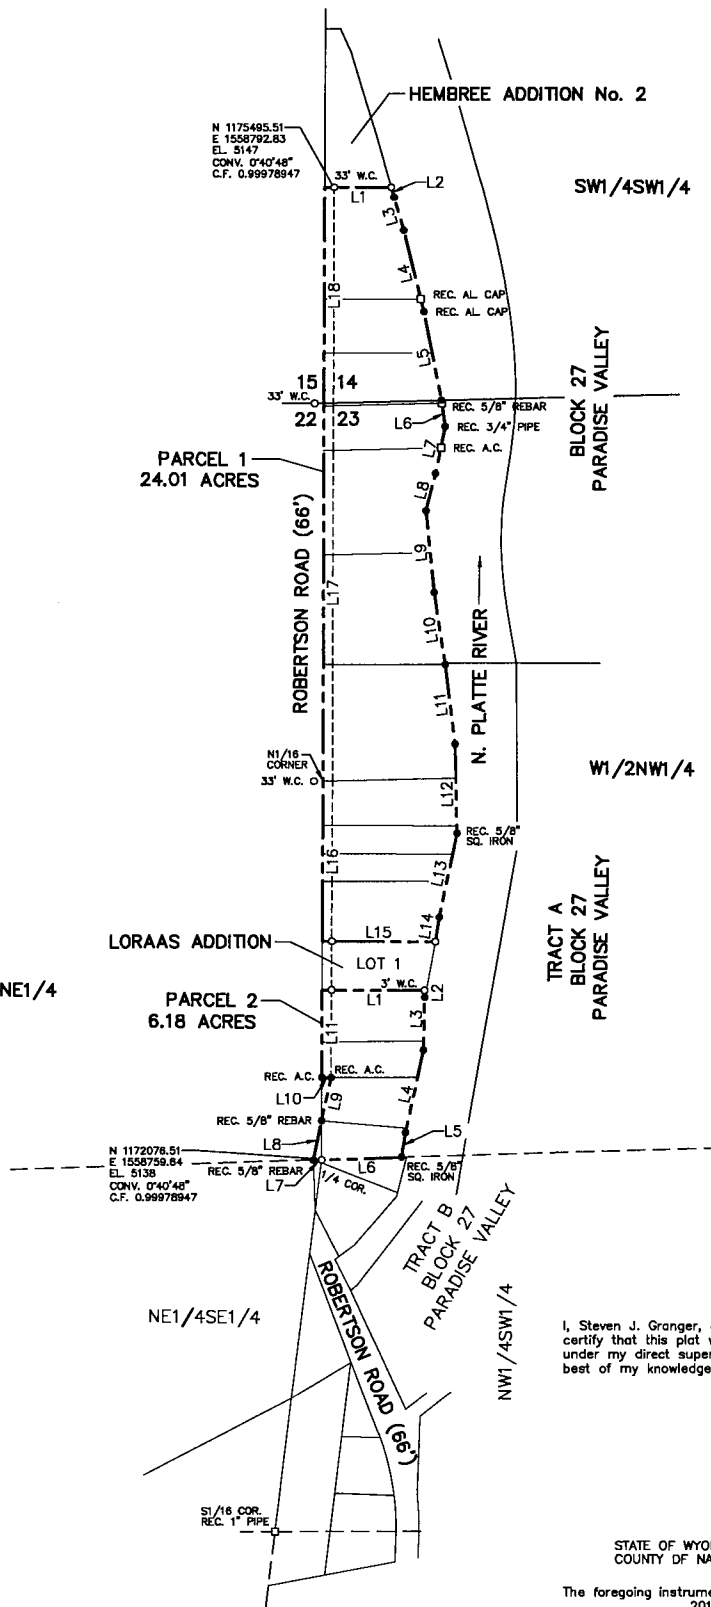 HEMBREE ADDITION No. 2
N 1175495.51
E 1558792.83
EL. 5147
CONV. 0°40'48"
C.F. 0.99978947
33' W.C.
L1
L2
SW1/4SW1/4
L3
L4
L18
REC. AL. CAP
REC. AL. CAP
L5
BLOCK 27
PARADISE VALLEY
15 14
33' W.C.
22 23
REC. 5/8" REBAR
L6
REC. 3/4" PIPE
L7
REC. A.C.
PARCEL 1
24.01 ACRES
L8
ROBERTSON ROAD (66')
L9
L17
L10
N. PLATTE RIVER
L11
N1/16
CORNER
33' W.C.
W1/2NW1/4
L12
REC. 5/8"
SQ. IRON
L16
L13
TRACT A
BLOCK 27
PARADISE VALLEY
L14
L15
LORAAS ADDITION
LOT 1
NE1/4
3' W.C.
L1
L2
PARCEL 2
6.18 ACRES
L3
L11
REC. A.C.
REC. A.C.
L10
L9
L4
REC. 5/8" REBAR
L5
L8
N 1172076.51
E 1558759.64
EL. 5138
CONV. 0°40'48"
C.F. 0.99978947
REC. 5/8" REBAR
L6
REC. 5/8"
SQ. IRON
L7
1/4 COR.
TRACT B
BLOCK 27
PARADISE VALLEY
NE1/4SE1/4
ROBERTSON ROAD (66')
NW1/4SW1/4
I, Steven J. Granger,
certify that this plat w
under my direct super
best of my knowledge
S1/16 COR.
REC. 1" PIPE
STATE OF WYO
COUNTY OF NA
The foregoing instrume
201